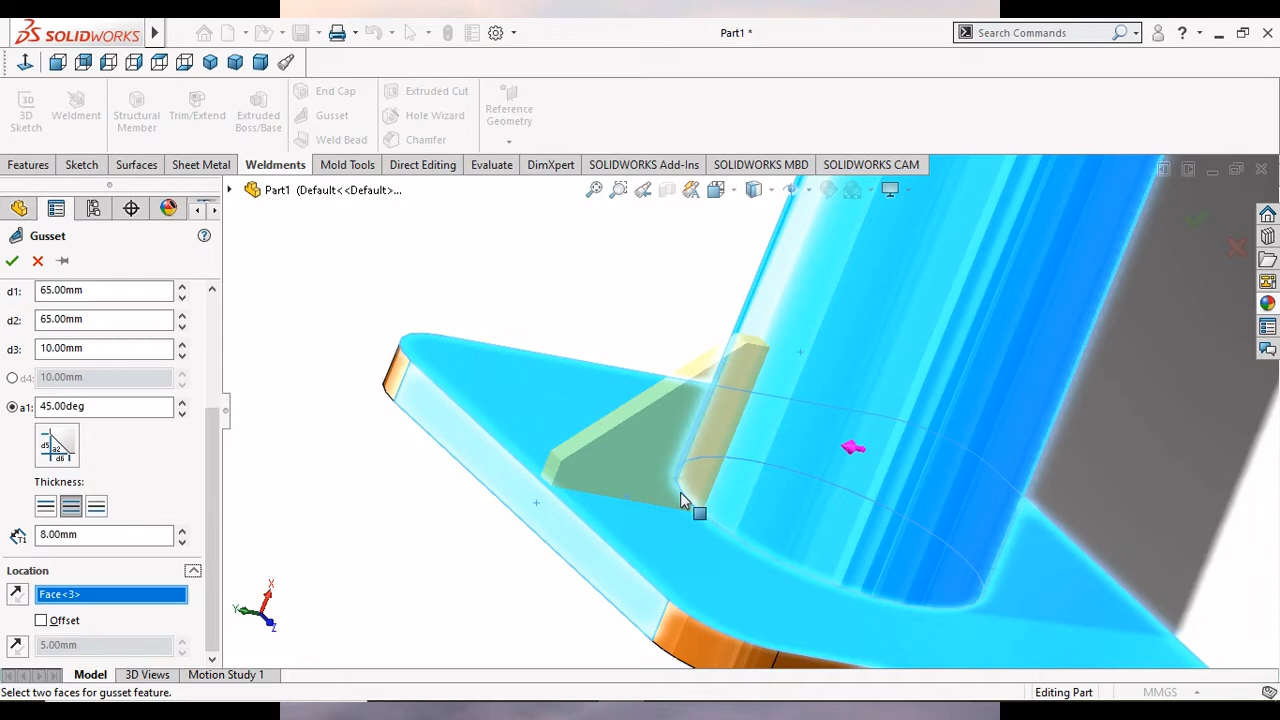 SOLIDWORKS
Part1 *
Search Commands
3D Sketch
Weldment
Structural Member
Trim/Extend
Extruded Boss/Base
End Cap
Gusset
Weld Bead
Extruded Cut
Hole Wizard
Chamfer
Reference Geometry
Features
Sketch
Surfaces
Sheet Metal
Weldments
Mold Tools
Direct Editing
Evaluate
DimXpert
SOLIDWORKS Add-Ins
SOLIDWORKS MBD
SOLIDWORKS CAM
Part1 (Default<<Default>...
Gusset
d1: 65.00mm
d2: 65.00mm
d3: 10.00mm
d4: 10.00mm
a1: 45.00deg
d5 a2 d6
Thickness:
T1 8.00mm
Location
Face<3>
Offset
5.00mm
X
Y
Z
Model
3D Views
Motion Study 1
Select two faces for gusset feature.
Editing Part
MMGS